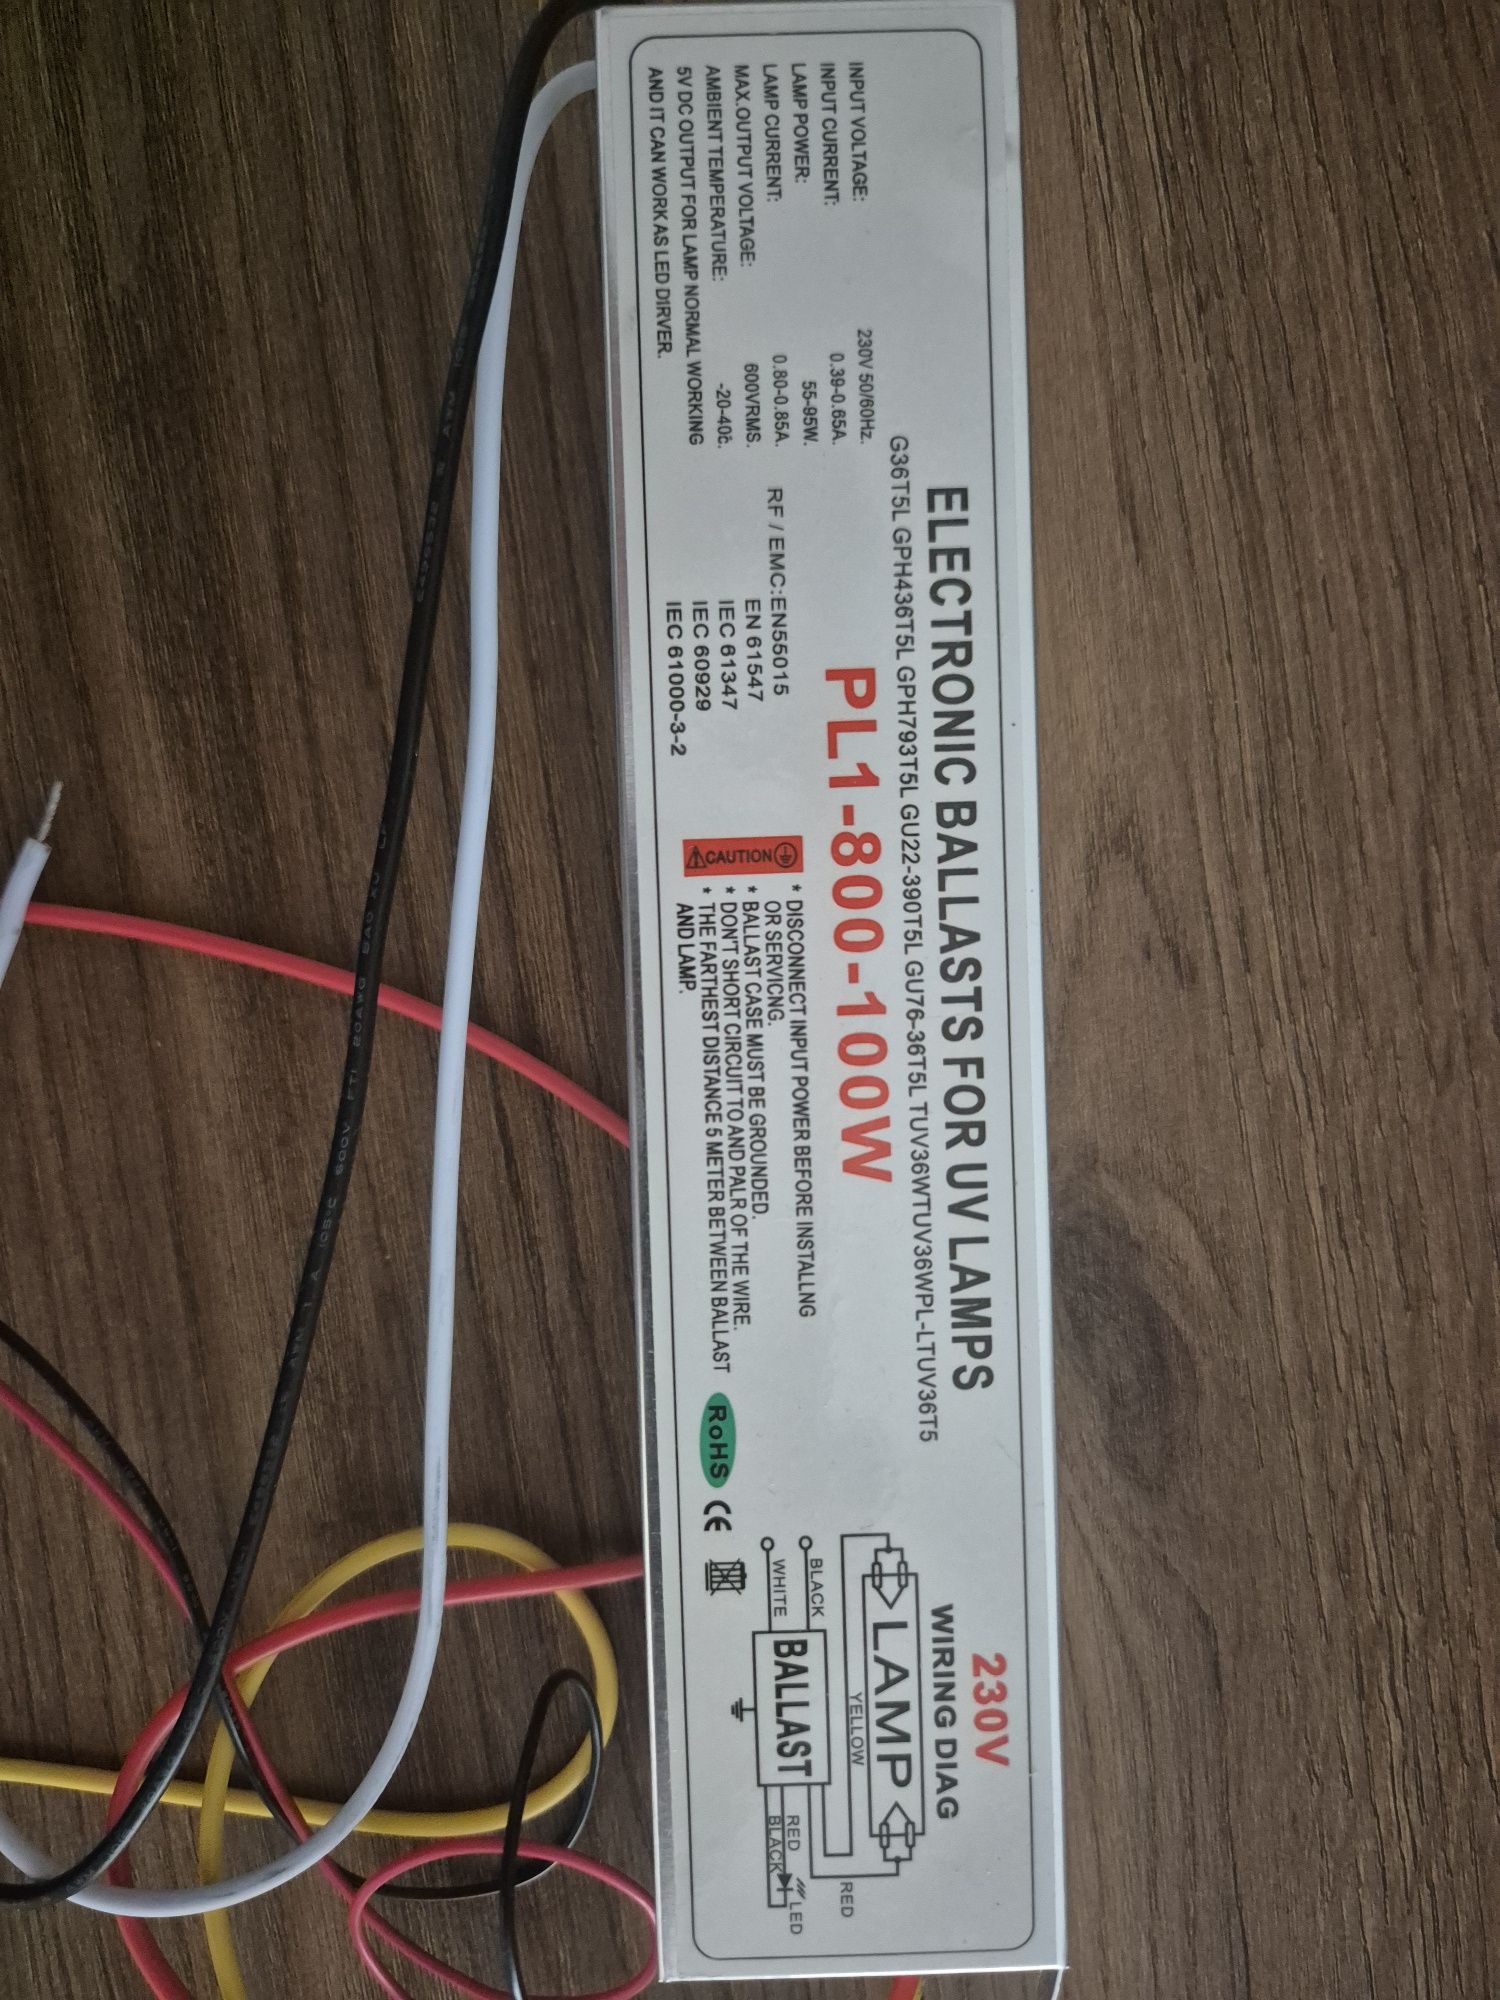 ELECTRONIC BALLASTS FOR UV LAMPS
G36T5L GPH436T5L GPH793T5L GU22-390T5L GU76-36T5L TUV36WTUV36WPL-LTUV36T5
PL1-800-100W
INPUT VOLTAGE: 230V 50/60Hz.
INPUT CURRENT: 0.39-0.65A.
LAMP POWER: 55-95W.
LAMP CURRENT: 0.80-0.85A.
MAX.OUTPUT VOLTAGE: 600VRMS.
AMBIENT TEMPERATURE: -20-40č.
5V DC OUTPUT FOR LAMP NORMAL WORKING
AND IT CAN WORK AS LED DIRVER.
RF / EMC:EN55015
EN 61547
IEC 61347
IEC 60929
IEC 61000-3-2
CAUTION
* DISCONNECT INPUT POWER BEFORE INSTALLNG
OR SERVICNG.
* BALLAST CASE MUST BE GROUNDED.
* DON'T SHORT CIRCUIT TO AND PALR OF THE WIRE.
* THE FARTHEST DISTANCE 5 METER BETWEEN BALLAST
AND LAMP.
RoHS CE
230V
WIRING DIAG
LAMP
YELLOW
RED
BLACK
WHITE
BALLAST
RED
BLACK
LED